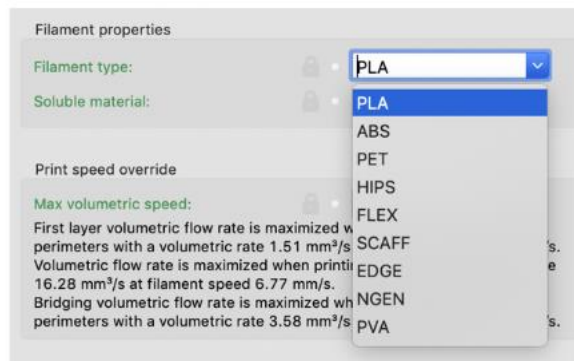 Filament properties
Filament type:
PLA
Soluble material:
PLA
ABS
PET
HIPS
FLEX
SCAFF
EDGE
NGEN
PVA
Print speed override
Max volumetric speed:
First layer volumetric flow rate is maximized
perimeters with a volumetric rate 1.51 mm³/s
s.
Volumetric flow rate is maximized when
e
16.28 mm³/s at filament speed 6.77 mm/s.
Bridging volumetric flow rate is maximized
perimeters with a volumetric rate 3.58 mm³/s
s.